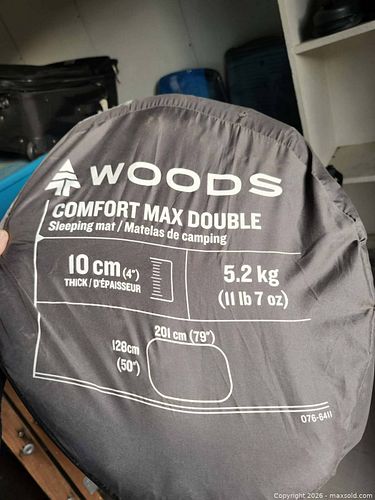 WOODS
COMFORT MAX DOUBLE
Sleeping mat / Matelas de camping
10 cm (4")
THICK / D'ÉPAISSEUR
5.2 kg
(11 lb 7 oz)
201 cm (79")
128cm
(50")
076-6411
Copyright 2026 - maxsold.com